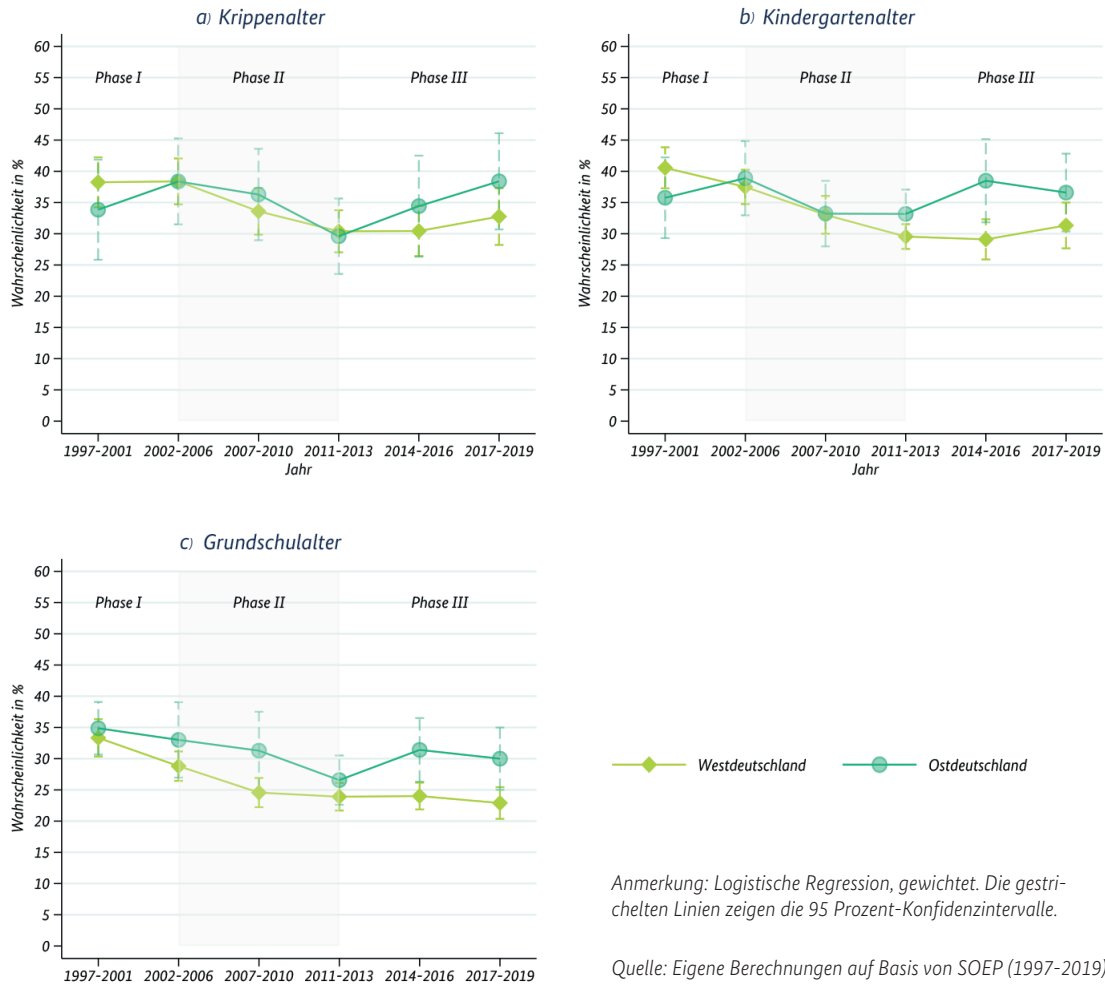 a) Krippenalter
Wahrscheinlichkeit in %
60
55
50
45
40
35
30
25
20
15
10
5
0
Phase I Phase II Phase III
1997-2001 2002-2006 2007-2010 2011-2013 2014-2016 2017-2019
Jahr
b) Kindergartenalter
Wahrscheinlichkeit in %
60
55
50
45
40
35
30
25
20
15
10
5
0
Phase I Phase II Phase III
1997-2001 2002-2006 2007-2010 2011-2013 2014-2016 2017-2019
Jahr
c) Grundschulalter
Wahrscheinlichkeit in %
60
55
50
45
40
35
30
25
20
15
10
5
0
Phase I Phase II Phase III
1997-2001 2002-2006 2007-2010 2011-2013 2014-2016 2017-2019
Westdeutschland Ostdeutschland
Anmerkung: Logistische Regression, gewichtet. Die gestri-
chelten Linien zeigen die 95 Prozent-Konfidenzintervalle.
Quelle: Eigene Berechnungen auf Basis von SOEP (1997-2019)